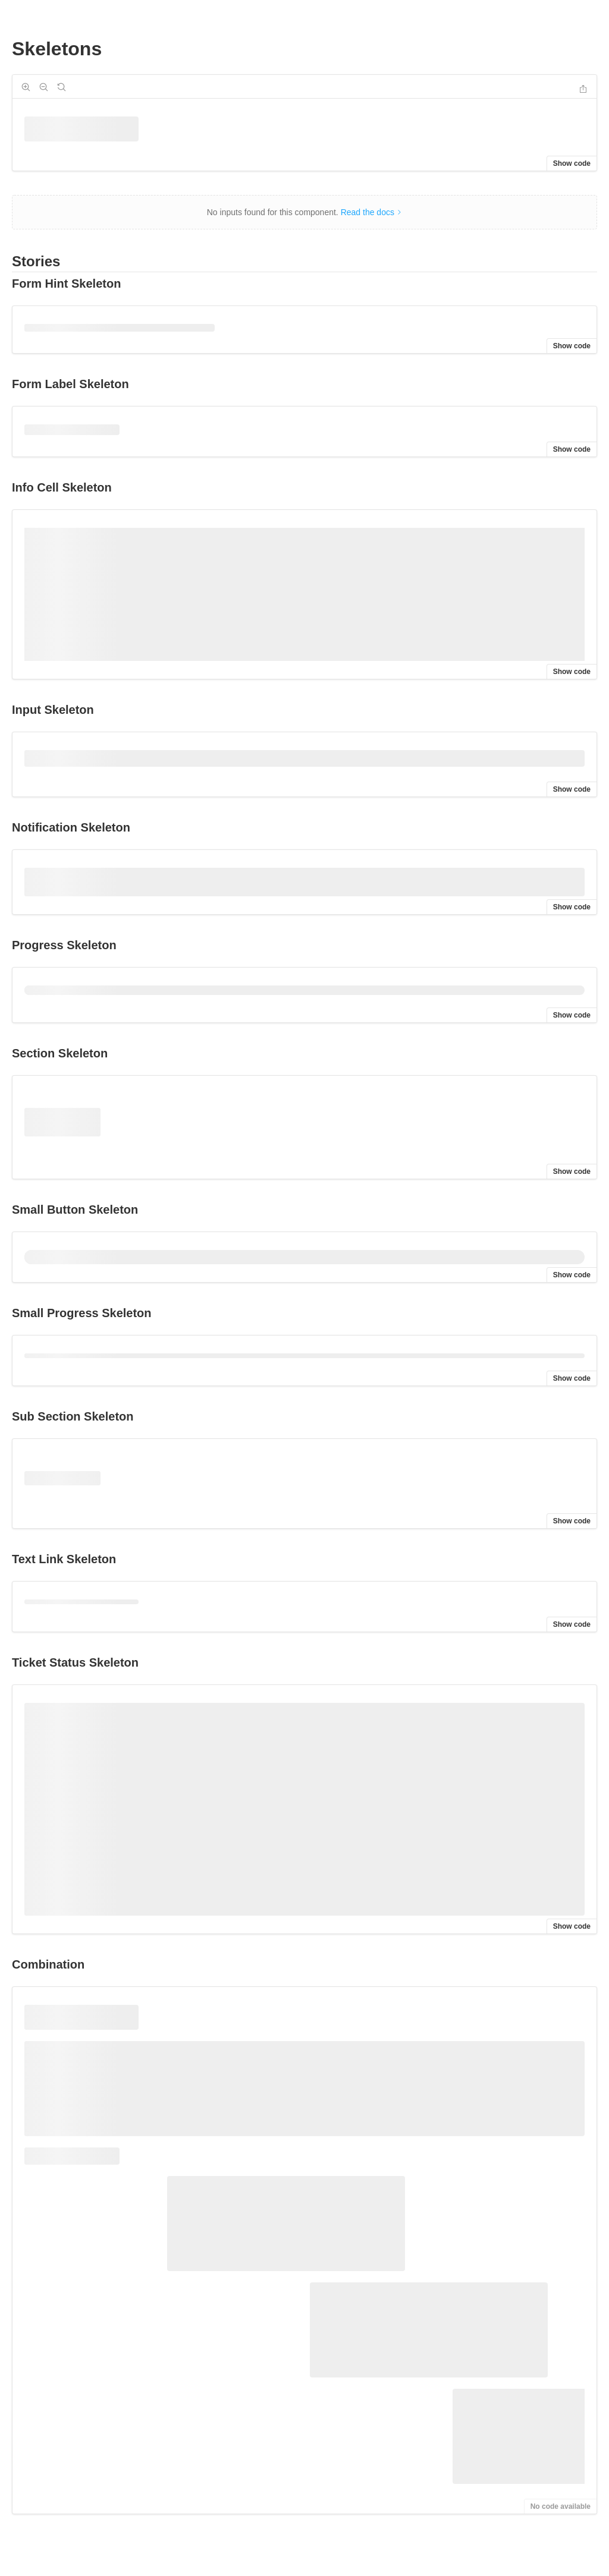 Skeletons
Show code
No inputs found for this component. Read the docs
Stories
Form Hint Skeleton
Show code
Form Label Skeleton
Show code
Info Cell Skeleton
Show code
Input Skeleton
Show code
Notification Skeleton
Show code
Progress Skeleton
Show code
Section Skeleton
Show code
Small Button Skeleton
Show code
Small Progress Skeleton
Show code
Sub Section Skeleton
Show code
Text Link Skeleton
Show code
Ticket Status Skeleton
Show code
Combination
No code available